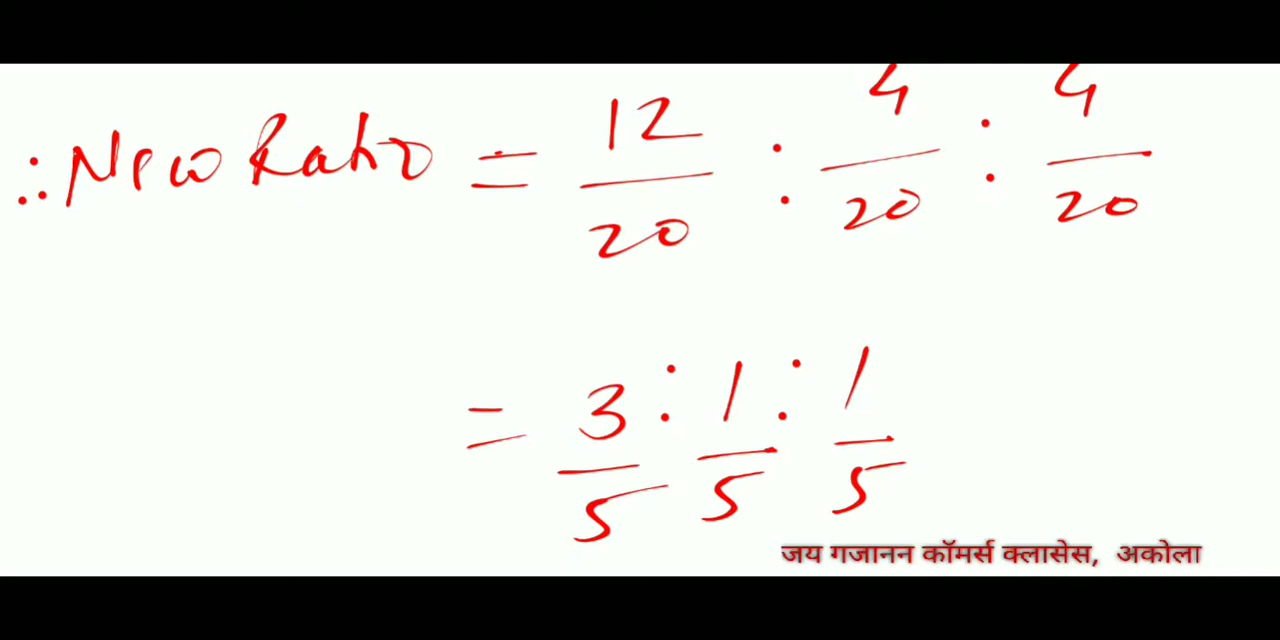 ∴ New Ratio = 12/20 : 4/20 : 4/20
= 3/5 : 1/5 : 1/5
जय गजानन कॉमर्स क्लासेस, अकोला